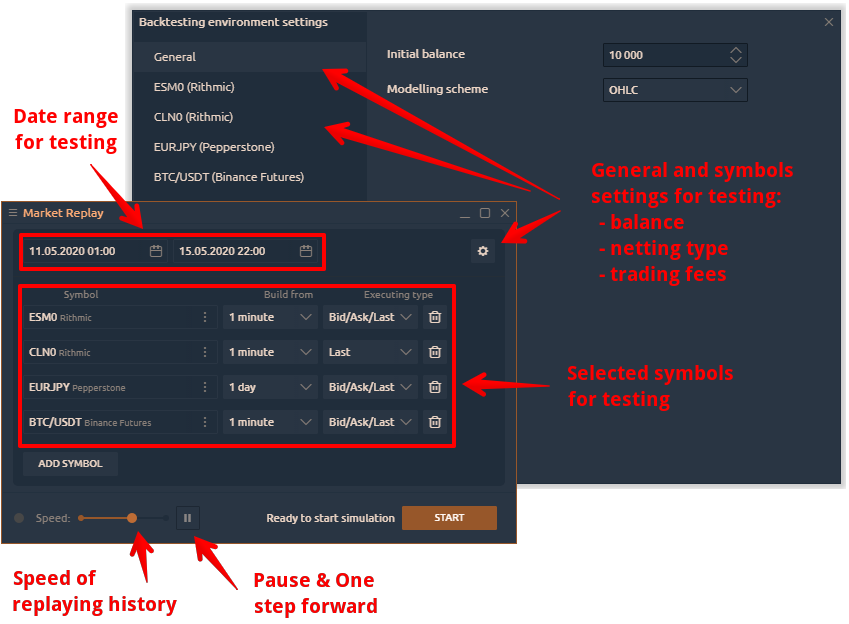 Backtesting environment settings
General
ESM0 (Rithmic)
CLN0 (Rithmic)
EURJPY (Pepperstone)
BTC/USDT (Binance Futures)
Initial balance
10 000
Modelling scheme
OHLC
Date range
for testing
General and symbols
settings for testing:
- balance
- netting type
- trading fees
Market Replay
11.05.2020 01:00
15.05.2020 22:00
Symbol Build from Executing type
ESM0 Rithmic 1 minute Bid/Ask/Last
CLN0 Rithmic 1 minute Last
EURJPY Pepperstone 1 day Bid/Ask/Last
BTC/USDT Binance Futures 1 minute Bid/Ask/Last
ADD SYMBOL
Selected symbols
for testing
Speed:
Ready to start simulation
START
Speed of
replaying history
Pause & One
step forward